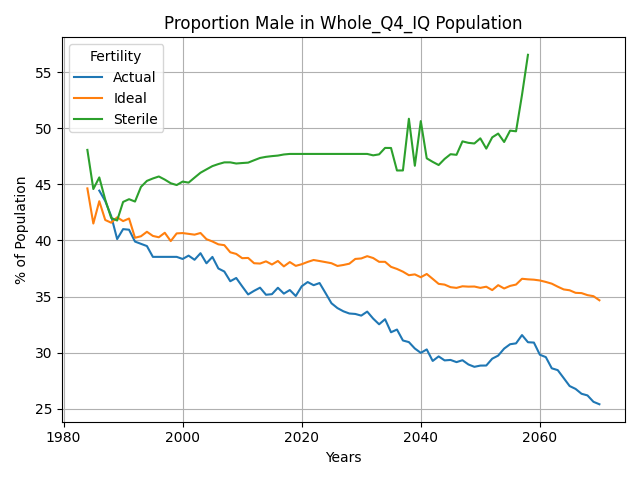 Proportion Male in Whole_Q4_IQ Population
Fertility
Actual
Ideal
Sterile
% of Population
55
50
45
40
35
30
25
1980
2000
2020
2040
2060
Years